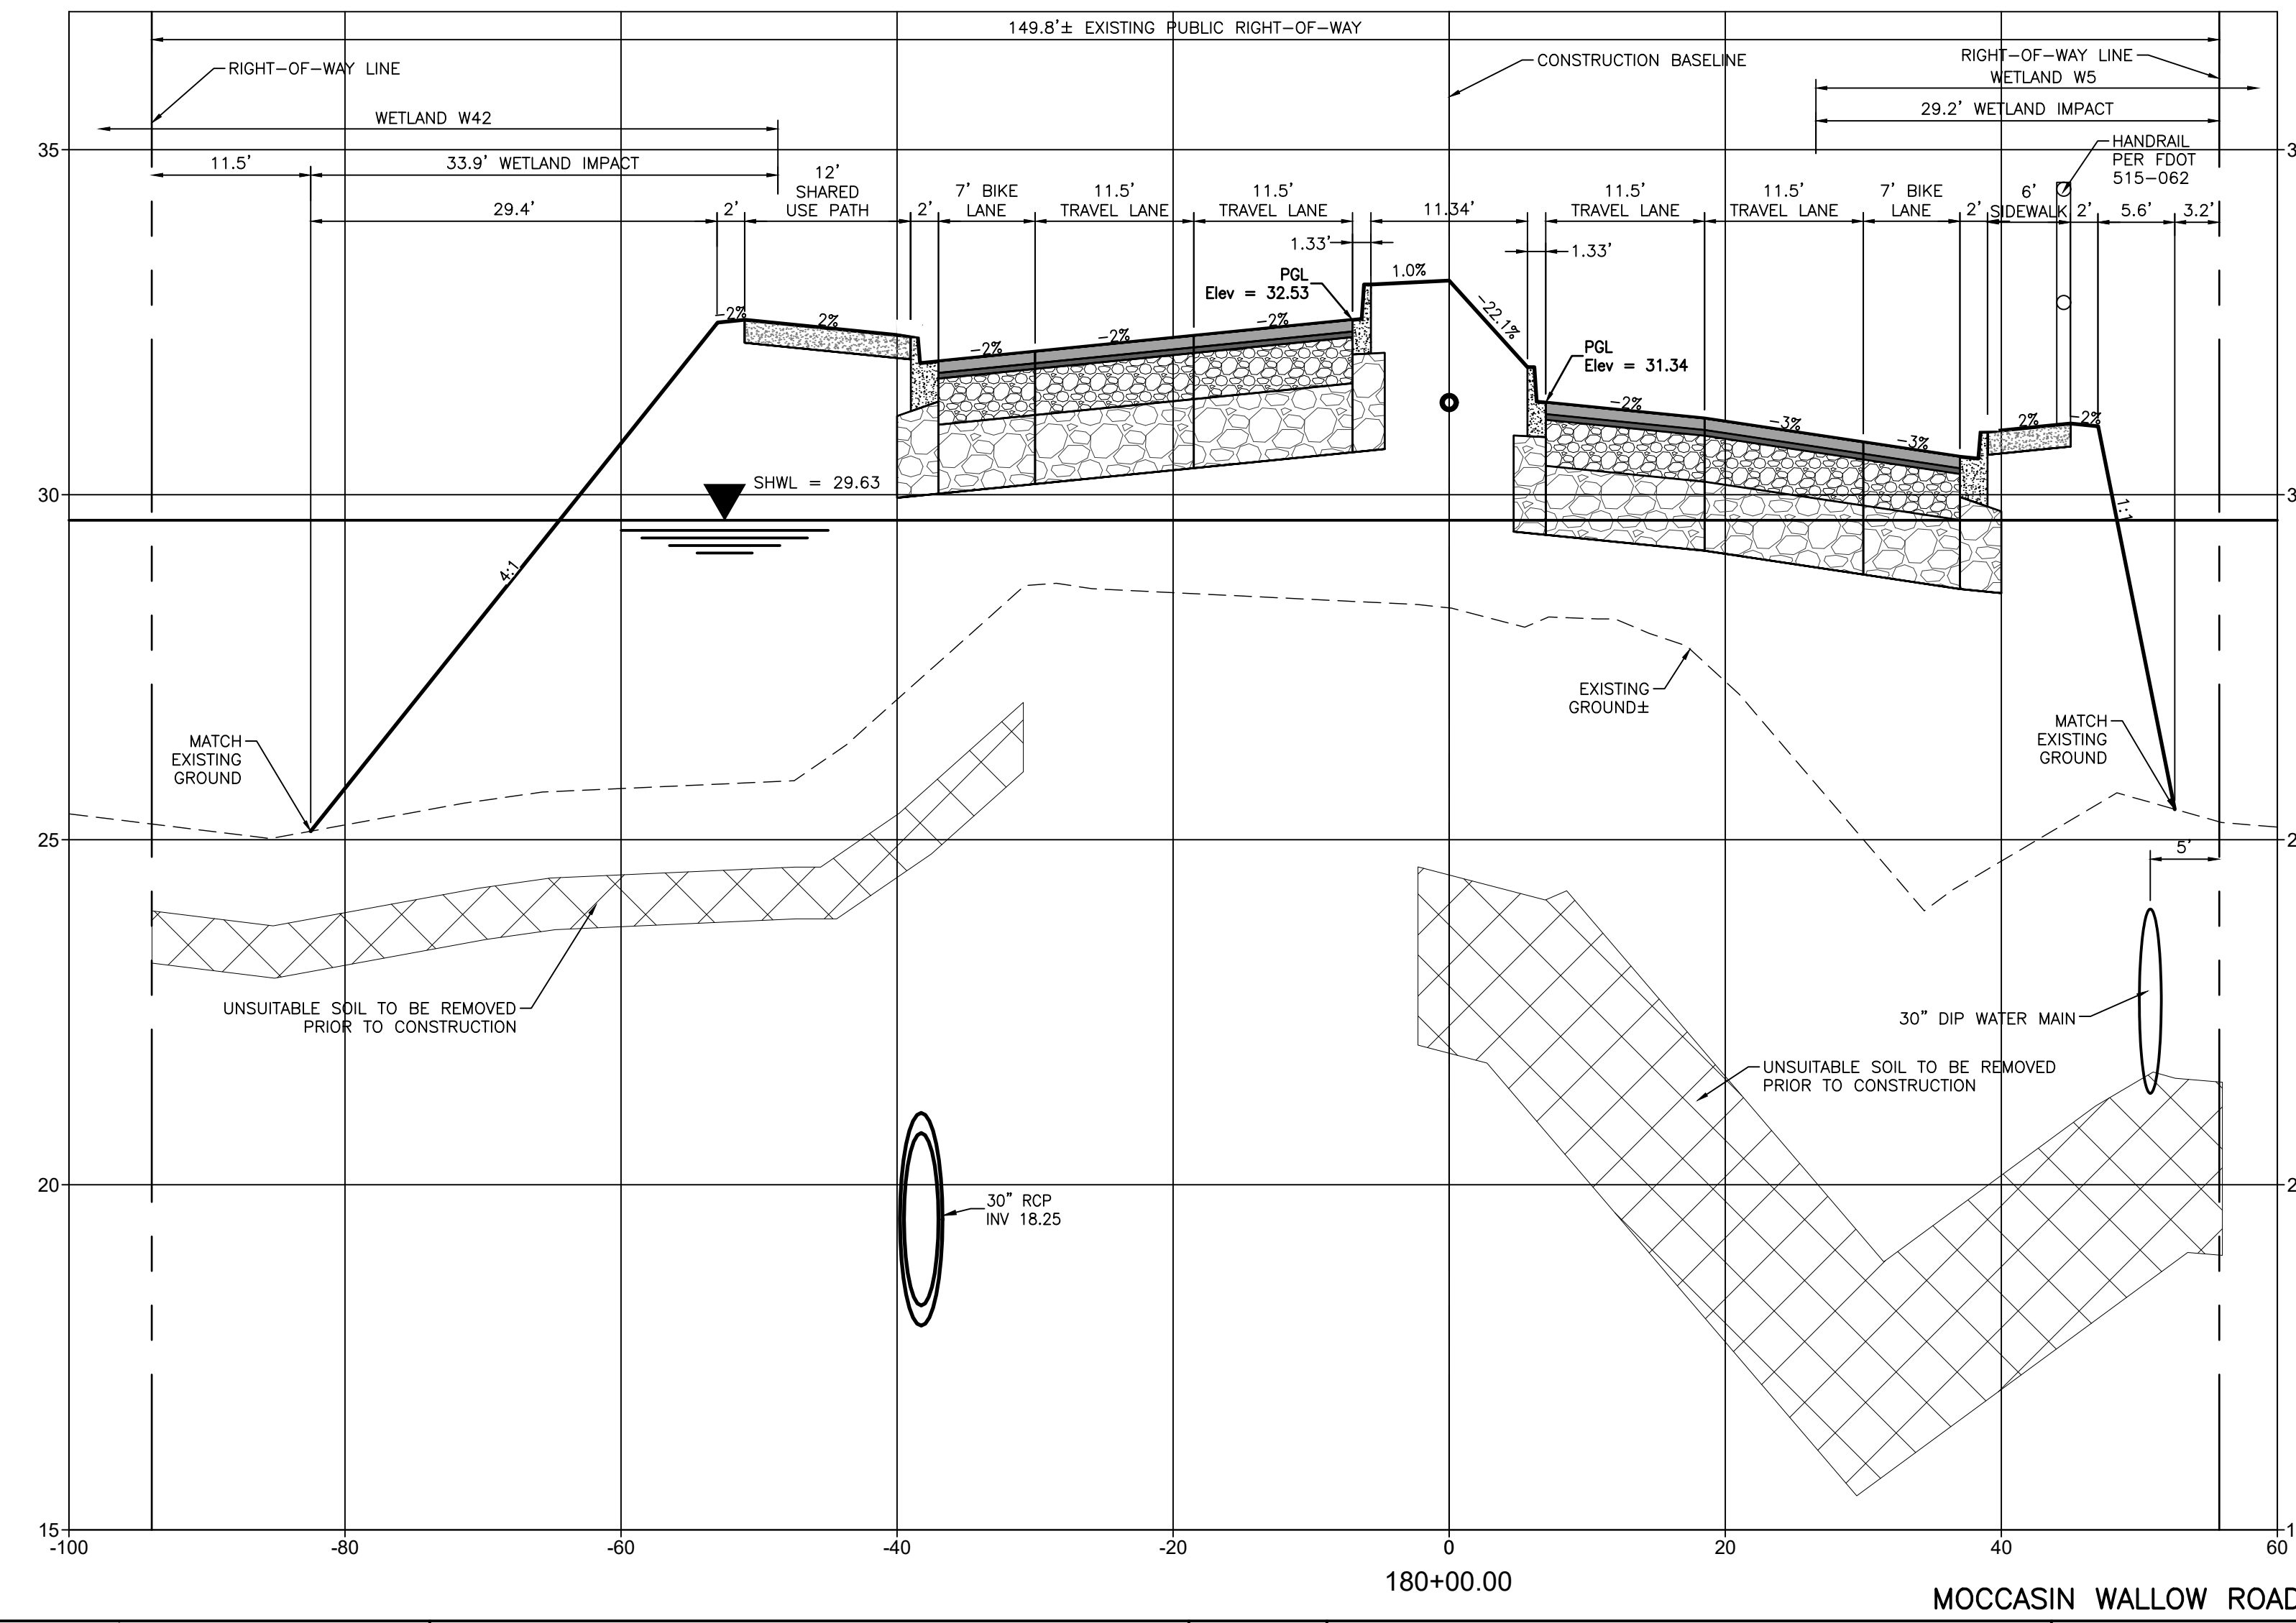 149.8'± EXISTING PUBLIC RIGHT-OF-WAY
RIGHT-OF-WAY LINE
CONSTRUCTION BASELINE
RIGHT-OF-WAY LINE
WETLAND W5
WETLAND W42
29.2' WETLAND IMPACT
HANDRAIL
PER FDOT
515-062
35
11.5'
33.9' WETLAND IMPACT
29.4'
2'
12'
SHARED
USE PATH
2'
7' BIKE
LANE
11.5'
TRAVEL LANE
11.5'
TRAVEL LANE
1.33'
11.34'
1.33'
11.5'
TRAVEL LANE
11.5'
TRAVEL LANE
7' BIKE
LANE
2'
6'
SIDEWALK
2'
5.6'
3.2'
PGL
Elev = 32.53
1.0%
-22.1%
PGL
Elev = 31.34
-2%
2%
-2%
-2%
-2%
-2%
-3%
-3%
2%
-2%
30
SHWL = 29.63
4:1
1:1
MATCH
EXISTING
GROUND
EXISTING
GROUND±
MATCH
EXISTING
GROUND
25
5'
UNSUITABLE SOIL TO BE REMOVED
PRIOR TO CONSTRUCTION
30" DIP WATER MAIN
UNSUITABLE SOIL TO BE REMOVED
PRIOR TO CONSTRUCTION
20
30" RCP
INV 18.25
15
-100 -80 -60 -40 -20 0 20 40 60
180+00.00
MOCCASIN WALLOW ROAD